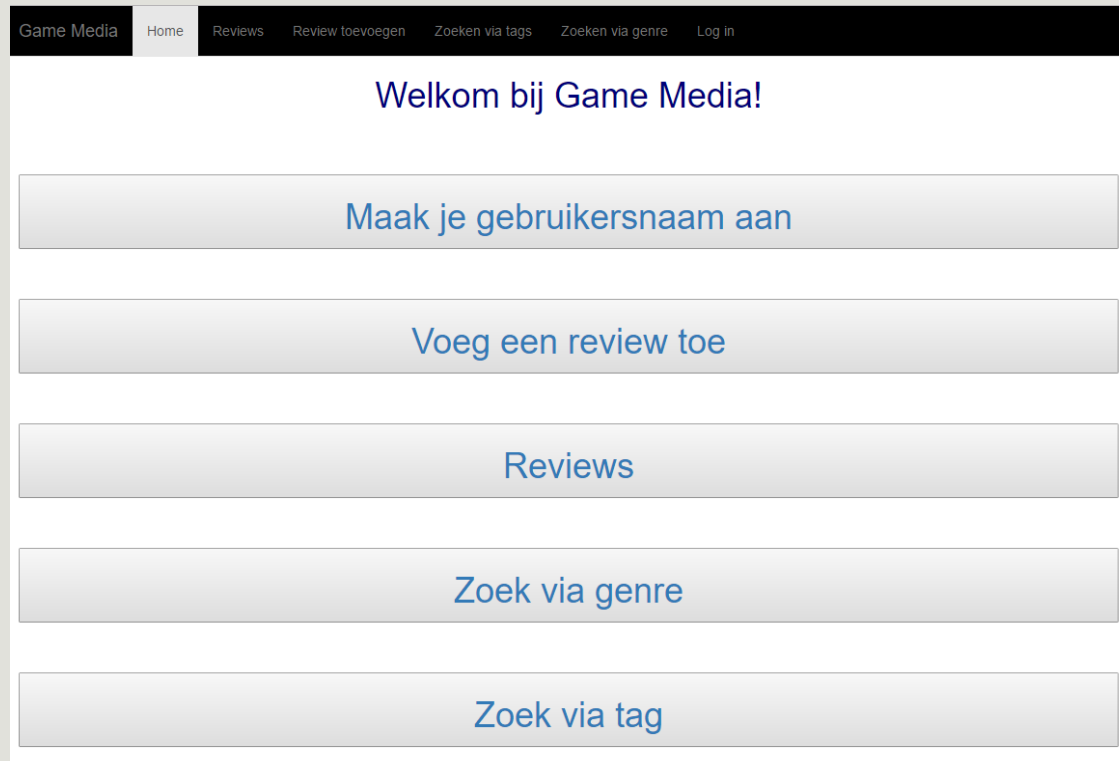 Game Media Home Reviews Review toevoegen Zoeken via tags Zoeken via genre Log in
Welkom bij Game Media!
Maak je gebruikersnaam aan
Voeg een review toe
Reviews
Zoek via genre
Zoek via tag